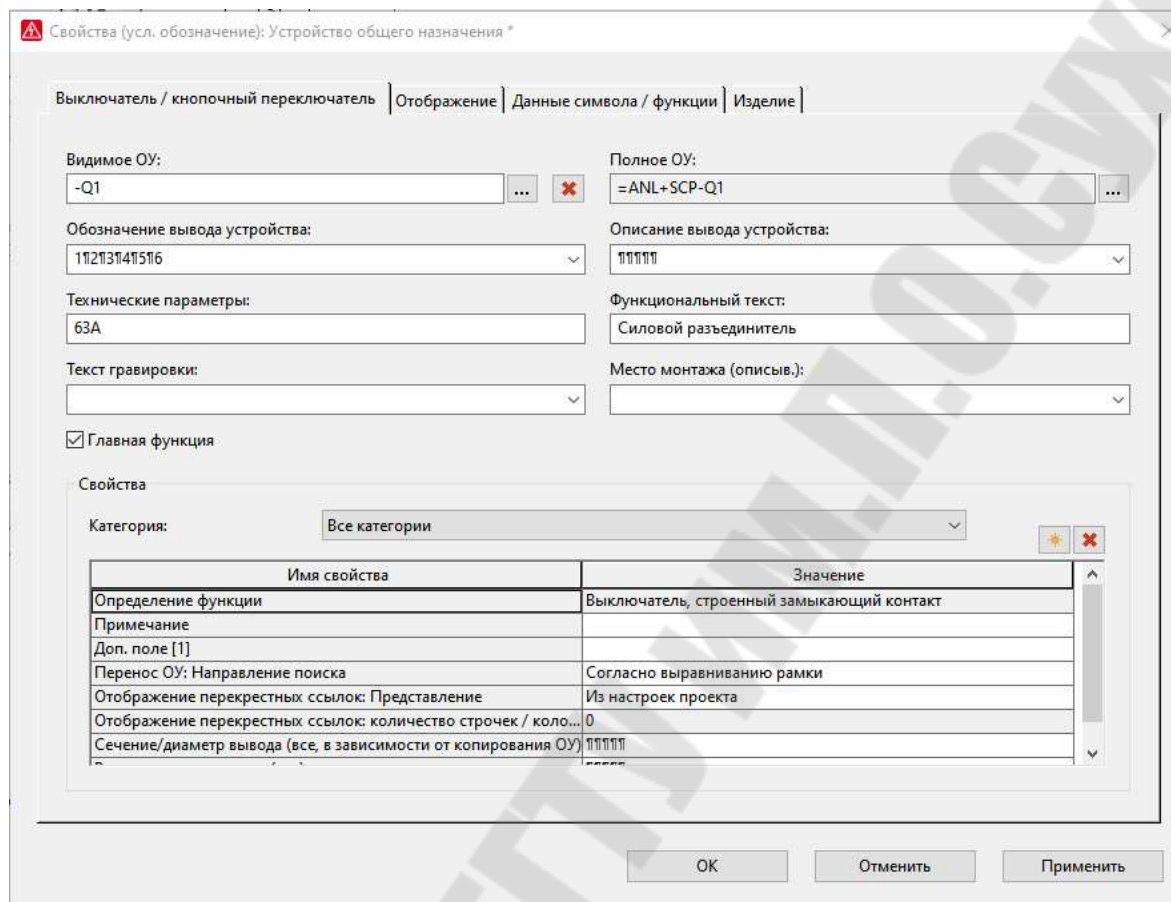 Свойства (усл. обозначение): Устройство общего назначения *
Выключатель / кнопочный переключатель Отображение Данные символа / функции Изделие
Видимое ОУ: Полное ОУ:
-Q1 ... =ANL+SCP-Q1 ...
Обозначение вывода устройства: Описание вывода устройства:
1¶2¶3¶4¶5¶6 ¶¶¶¶¶
Технические параметры: Функциональный текст:
63А Силовой разъединитель
Текст гравировки: Место монтажа (описыв.):
Главная функция
Свойства
Категория: Все категории
Имя свойства Значение
Определение функции Выключатель, строенный замыкающий контакт
Примечание
Доп. поле [1]
Перенос ОУ: Направление поиска Согласно выравниванию рамки
Отображение перекрестных ссылок: Представление Из настроек проекта
Отображение перекрестных ссылок: количество строчек / коло... 0
Сечение/диаметр вывода (все, в зависимости от копирования ОУ) ¶¶¶¶¶
ОК Отменить Применить